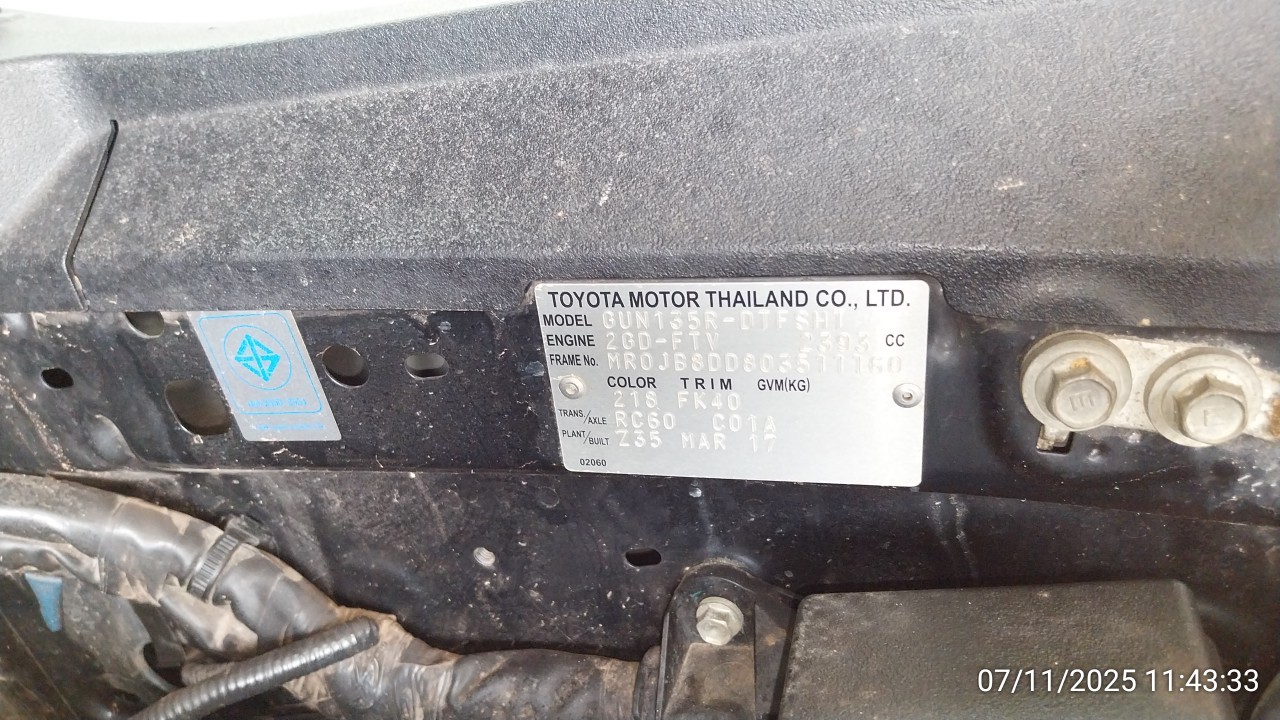 TOYOTA MOTOR THAILAND CO., LTD.
MODEL GUN135R-DTFSHT
ENGINE 2GD-FTV 2393 CC
FRAME No.
COLOR TRIM GVM(KG)
218 FK40
TRANS./AXLE RC60 C01A
PLANT/BUILT Z35 MAR 17
02060
07/11/2025 11:43:33